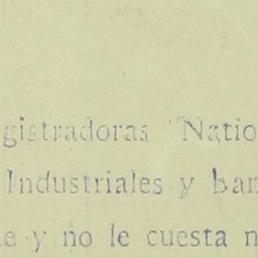 gistradoras "Natio
Industriales y ban
e y no le cuesta n